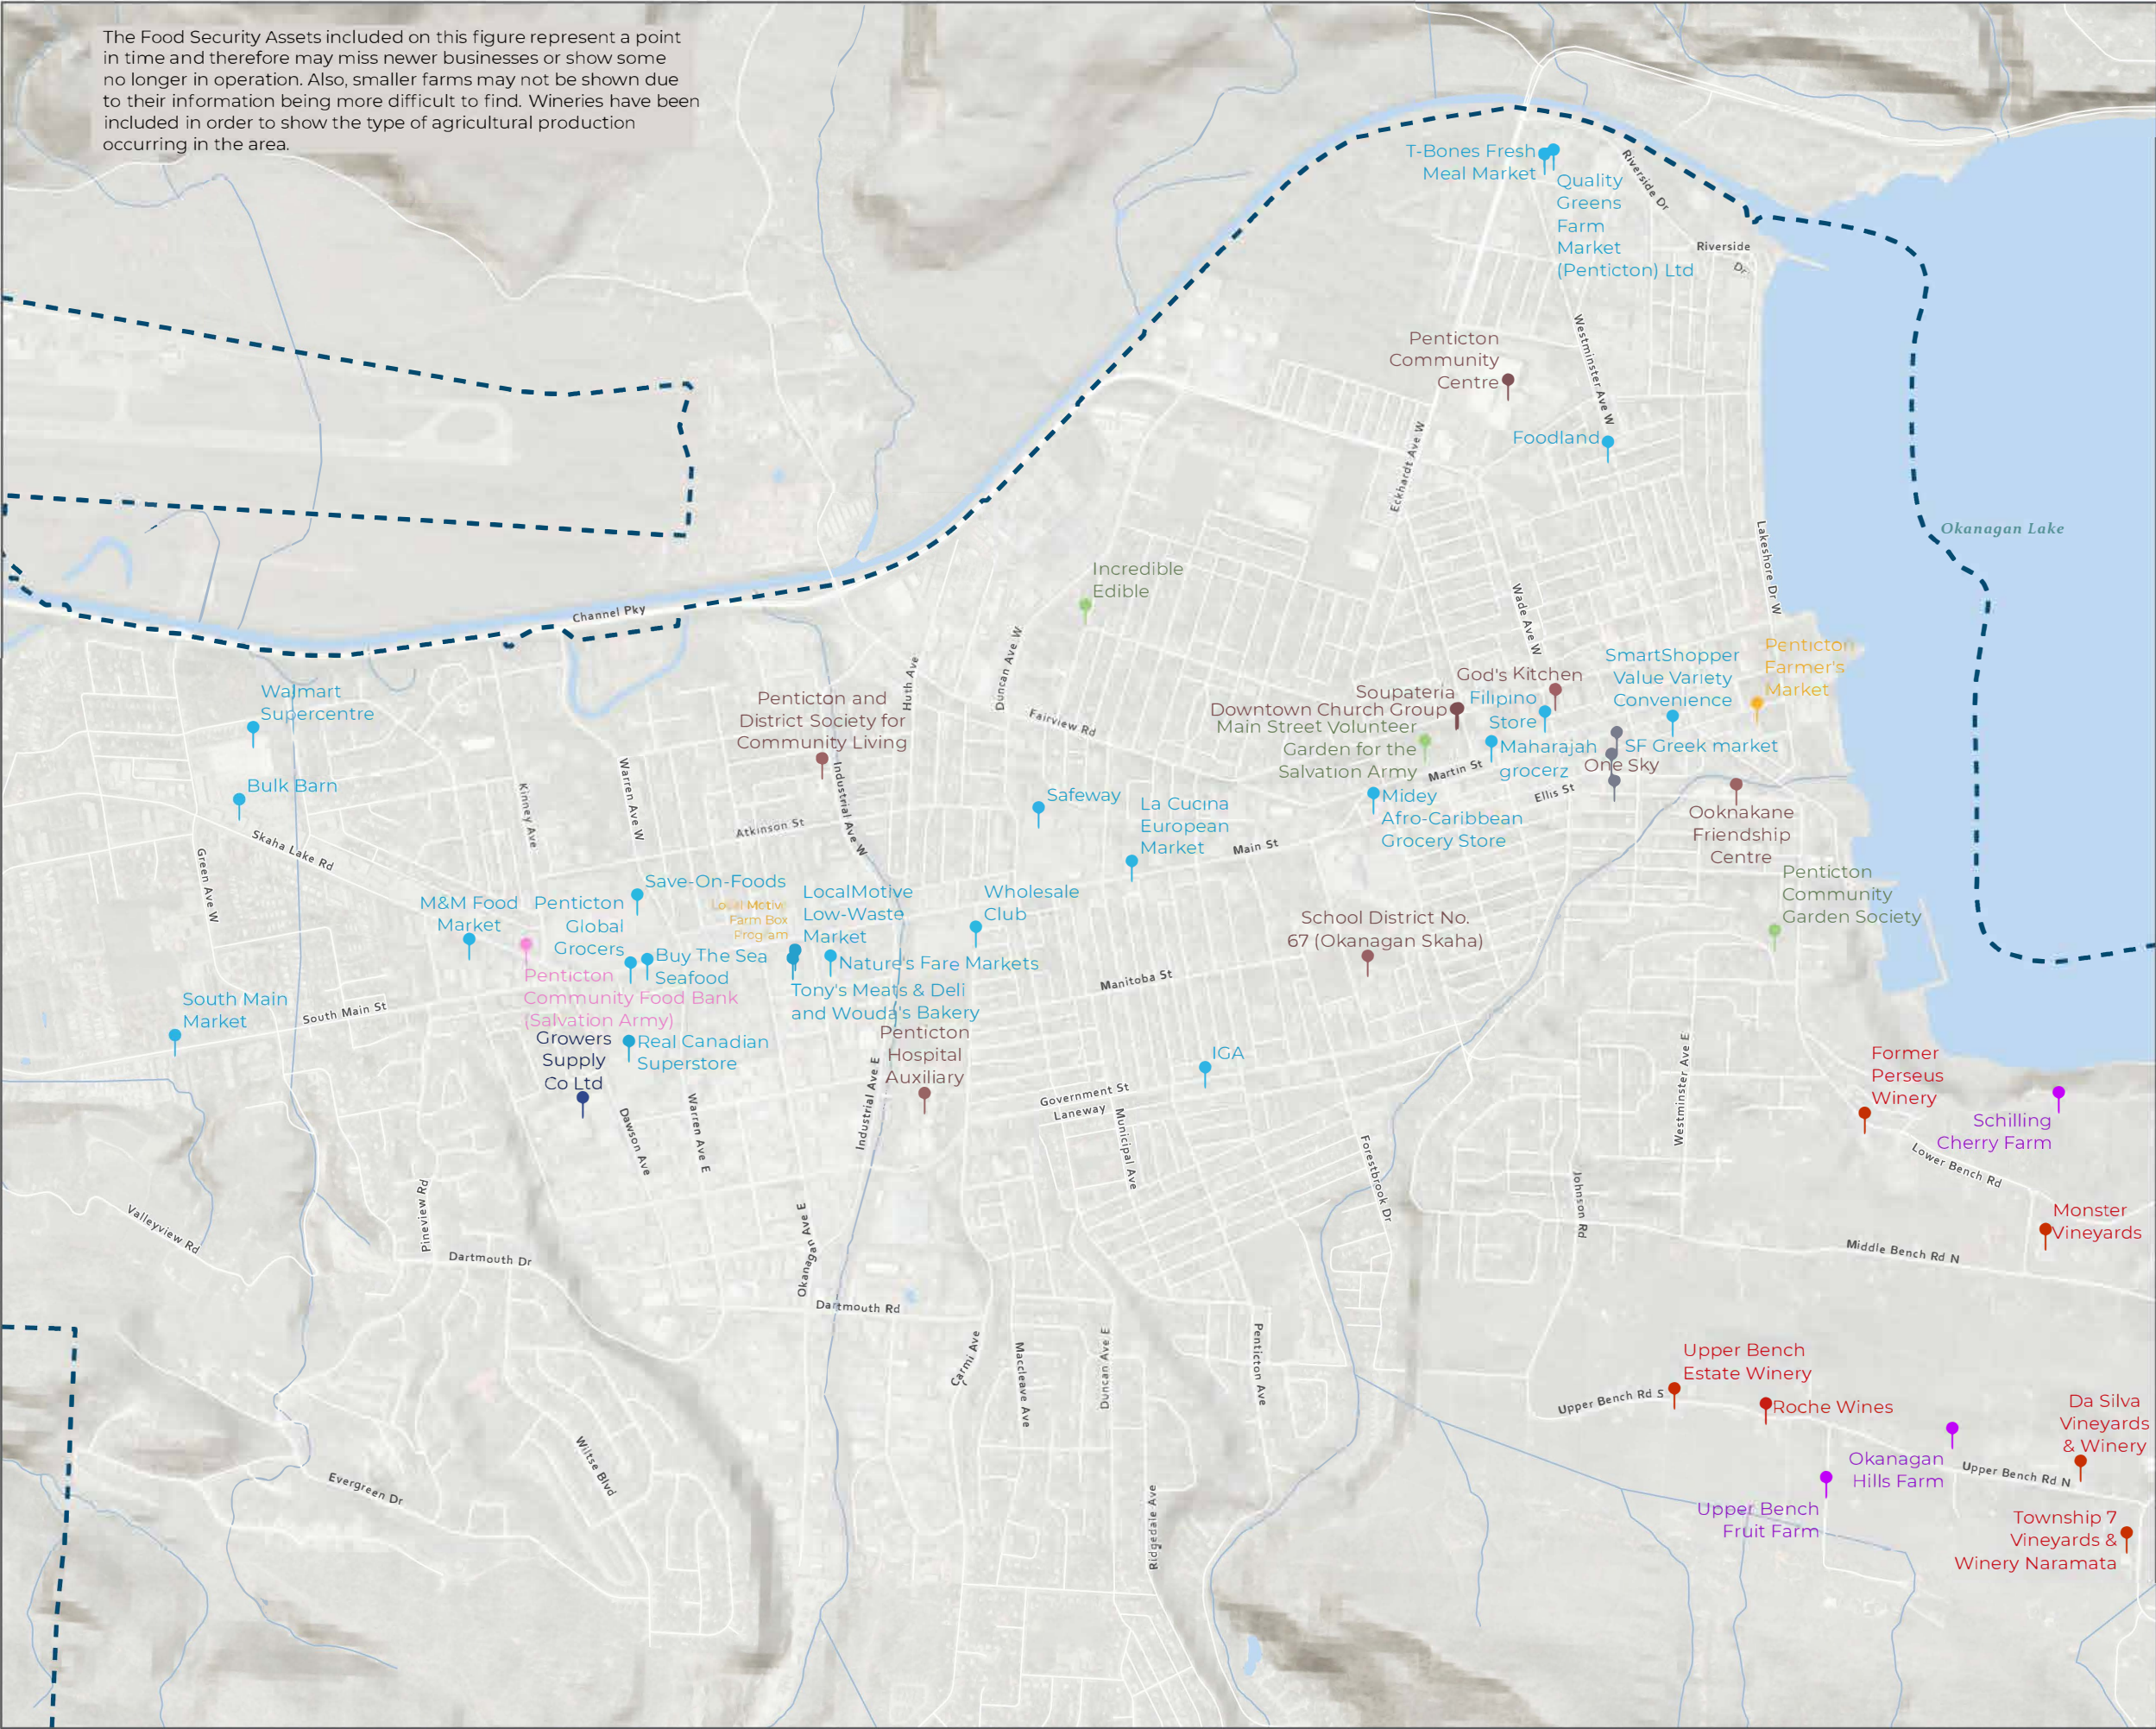 The Food Security Assets included on this figure represent a point
in time and therefore may miss newer businesses or show some
no longer in operation. Also, smaller farms may not be shown due
to their information being more difficult to find. Wineries have been
included in order to show the type of agricultural production
occurring in the area.
T-Bones Fresh
Meal Market
Quality
Greens
Farm
Market
(Penticton) Ltd
Riverside Dr
Riverside
Dr
Penticton
Community
Centre
Westminster Ave W
Foodland
Eckhardt Ave W
Okanagan Lake
Lakeshore Dr W
Incredible
Edible
Channel Pky
Wade Ave W
Duncan Ave W
Huth Ave
Fairview Rd
Walmart
Supercentre
Penticton and
District Society for
Community Living
God's Kitchen
Soupateria
Downtown Church Group
Filipino
Store
SmartShopper
Value Variety
Convenience
Penticton
Farmer's
Market
Main Street Volunteer
Garden for the
Salvation Army
Maharajah
grocerz
SF Greek market
One Sky
Martin St
Ellis St
Bulk Barn
Kinney Ave
Warren Ave W
Industrial Ave W
Atkinson St
Safeway
La Cucina
European
Market
Main St
Midey
Afro-Caribbean
Grocery Store
Ooknakane
Friendship
Centre
Skaha Lake Rd
Green Ave W
M&M Food
Market
Penticton
Global
Grocers
Save-On-Foods
Local Motive
Farm Box
Program
LocalMotive
Low-Waste
Market
Wholesale
Club
School District No.
67 (Okanagan Skaha)
Penticton
Community
Garden Society
Buy The Sea
Seafood
Nature's Fare Markets
Tony's Meats & Deli
and Wouda's Bakery
Manitoba St
Penticton
Community Food Bank
(Salvation Army)
South Main
Market
South Main St
Growers
Supply
Co Ltd
Real Canadian
Superstore
Penticton
Hospital
Auxiliary
IGA
Government St
Laneway
Municipal Ave
Industrial Ave E
Dawson Ave
Warren Ave E
Westminster Ave E
Former
Perseus
Winery
Schilling
Cherry Farm
Lower Bench Rd
Forestbrook Dr
Johnson Rd
Monster
Vineyards
Middle Bench Rd N
Valleyview Rd
Pineview Rd
Dartmouth Dr
Okanagan Ave E
Dartmouth Rd
Carmi Ave
Maccleave Ave
Duncan Ave E
Penticton Ave
Upper Bench
Estate Winery
Upper Bench Rd S
Roche Wines
Da Silva
Vineyards
& Winery
Okanagan
Hills Farm
Upper Bench Rd N
Upper Bench
Fruit Farm
Township 7
Vineyards &
Winery Naramata
Evergreen Dr
Wiltse Blvd
Ridgedale Ave